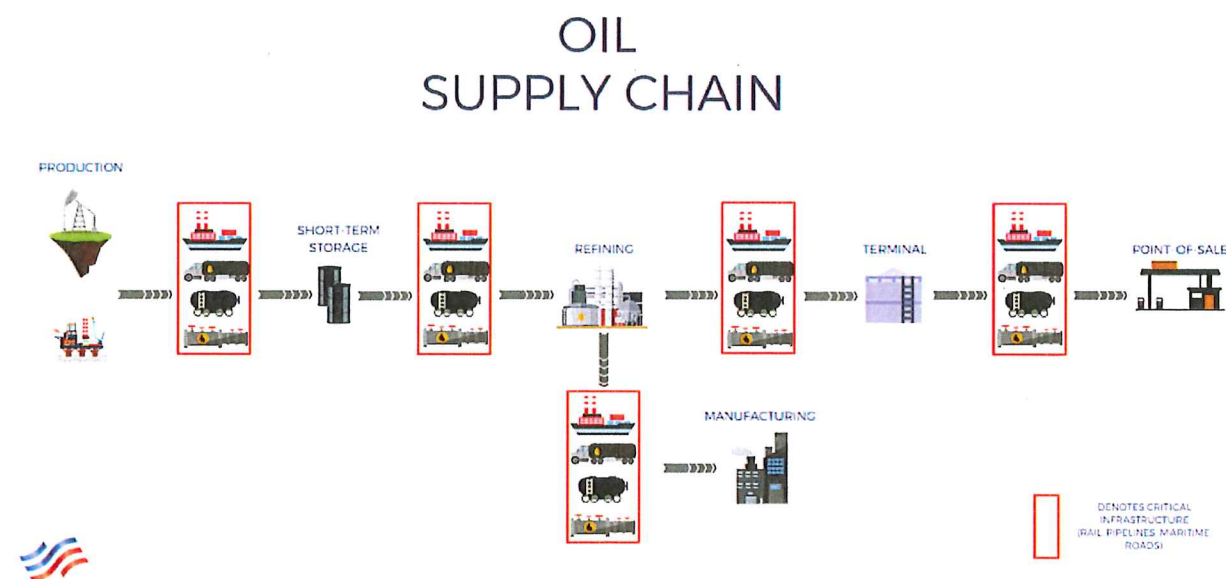 OIL
SUPPLY CHAIN
PRODUCTION
SHORT-TERM
STORAGE
REFINING
TERMINAL
POINT-OF-SALE
MANUFACTURING
DENOTES CRITICAL
INFRASTRUCTURE
(RAIL, PIPELINES, MARITIME,
ROADS)